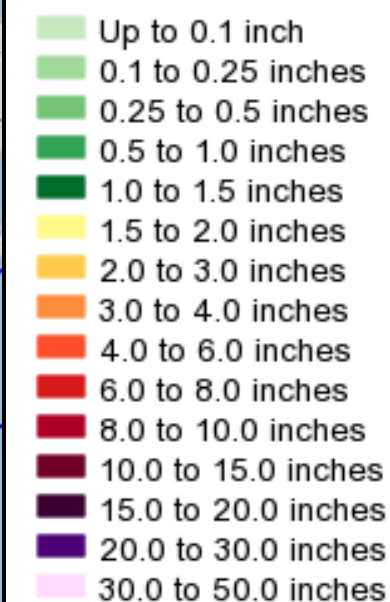 Up to 0.1 inch
0.1 to 0.25 inches
0.25 to 0.5 inches
0.5 to 1.0 inches
1.0 to 1.5 inches
1.5 to 2.0 inches
2.0 to 3.0 inches
3.0 to 4.0 inches
4.0 to 6.0 inches
6.0 to 8.0 inches
8.0 to 10.0 inches
10.0 to 15.0 inches
15.0 to 20.0 inches
20.0 to 30.0 inches
30.0 to 50.0 inches